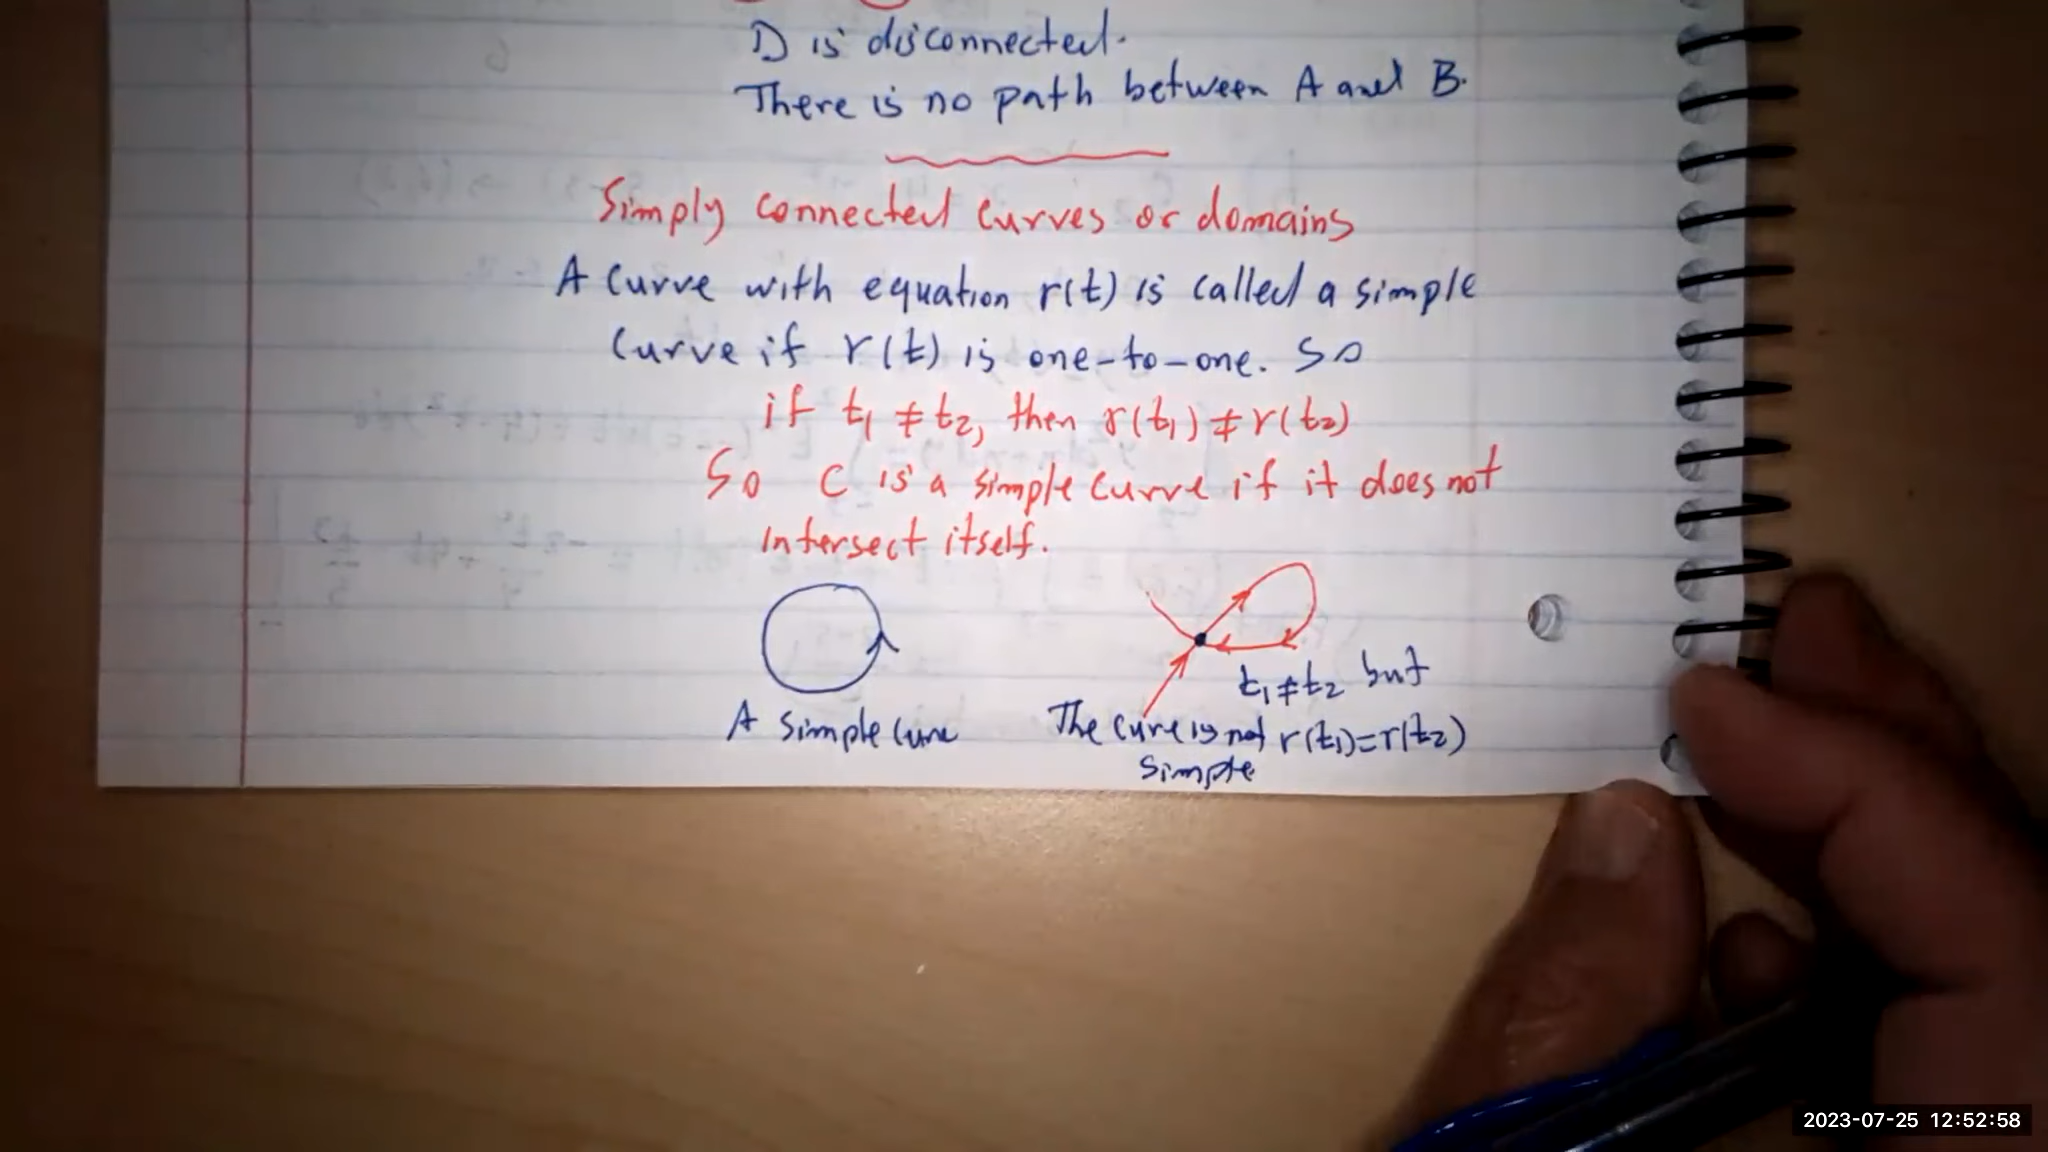 D is disconnected.
There is no path between A and B.
Simply connected curves or domains
A curve with equation r(t) is called a simple
curve if r(t) is one-to-one. So
if t₁ ≠ t₂, then r(t₁) ≠ r(t₂)
So C is a simple curve if it does not
intersect itself.
t₁ ≠ t₂ but
A simple curve
The curve is not r(t₁)=r(t₂)
simple
2023-07-25 12:52:58